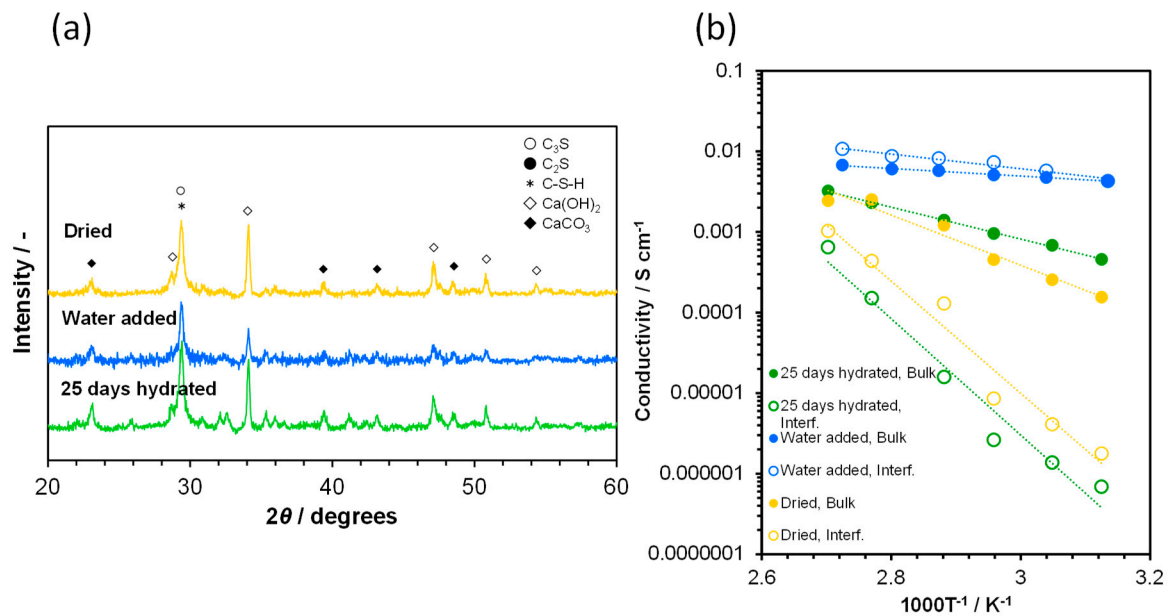 (a)
C₃S
C₂S
C-S-H
Ca(OH)₂
CaCO₃
Dried
Water added
25 days hydrated
Intensity / -
20
30
40
50
60
2θ / degrees
(b)
0.1
0.01
0.001
0.0001
0.00001
0.000001
0.0000001
Conductivity / S cm⁻¹
25 days hydrated, Bulk
25 days hydrated,
Interf.
Water added, Bulk
Water added, Interf.
Dried, Bulk
Dried, Interf.
2.6
2.8
3
3.2
1000T⁻¹ / K⁻¹